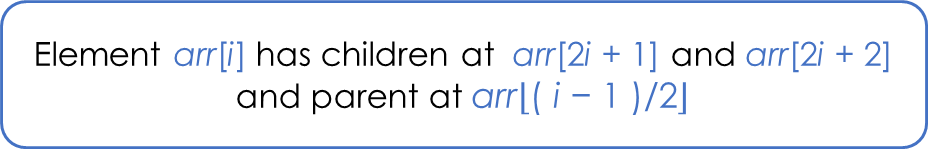 Element arr[i] has children at arr[2i + 1] and arr[2i + 2]
and parent at arr⌊( i − 1 )/2⌋